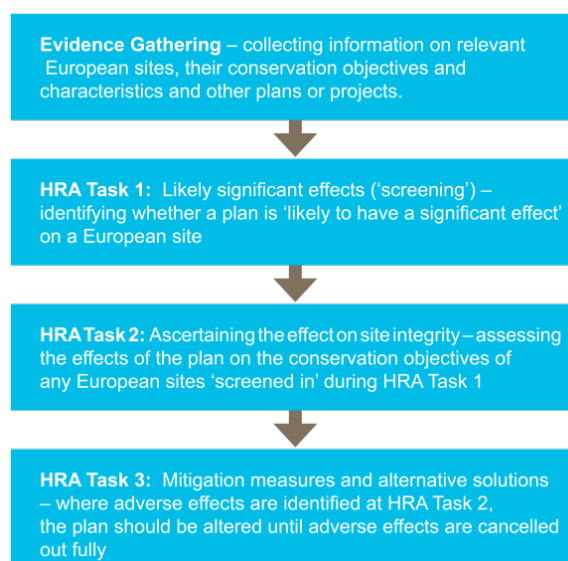 Evidence Gathering – collecting information on relevant
European sites, their conservation objectives and
characteristics and other plans or projects.
HRA Task 1: Likely significant effects (‘screening’) –
identifying whether a plan is ‘likely to have a significant effect’
on a European site
HRA Task 2: Ascertaining the effect on site integrity – assessing
the effects of the plan on the conservation objectives of
any European sites ‘screened in’ during HRA Task 1
HRA Task 3: Mitigation measures and alternative solutions
– where adverse effects are identified at HRA Task 2,
the plan should be altered until adverse effects are cancelled
out fully